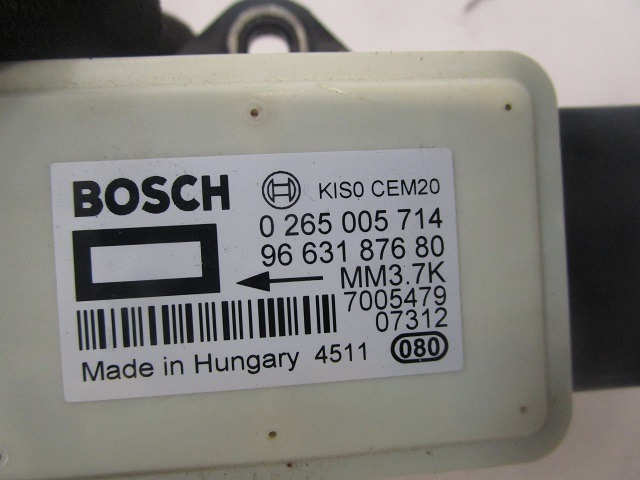 BOSCH
KIS0 CEM20
0 265 005 714
96 631 876 80
MM3.7K
7005479
07312
Made in Hungary 4511 080